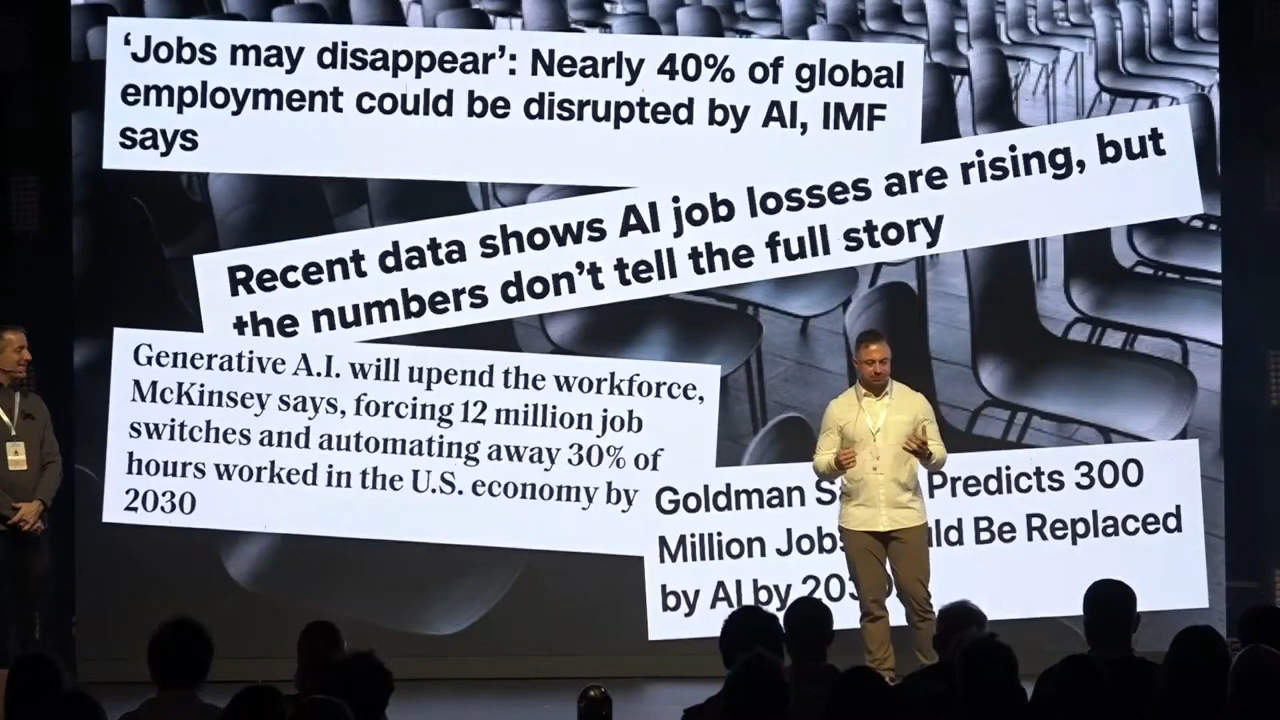 ‘Jobs may disappear’: Nearly 40% of global
employment could be disrupted by AI, IMF
says
Recent data shows AI job losses are rising, but
the numbers don’t tell the full story
Generative A.I. will upend the workforce,
McKinsey says, forcing 12 million job
switches and automating away 30% of
hours worked in the U.S. economy by
2030
Goldman Predicts 300
Million Be Replaced
by AI by